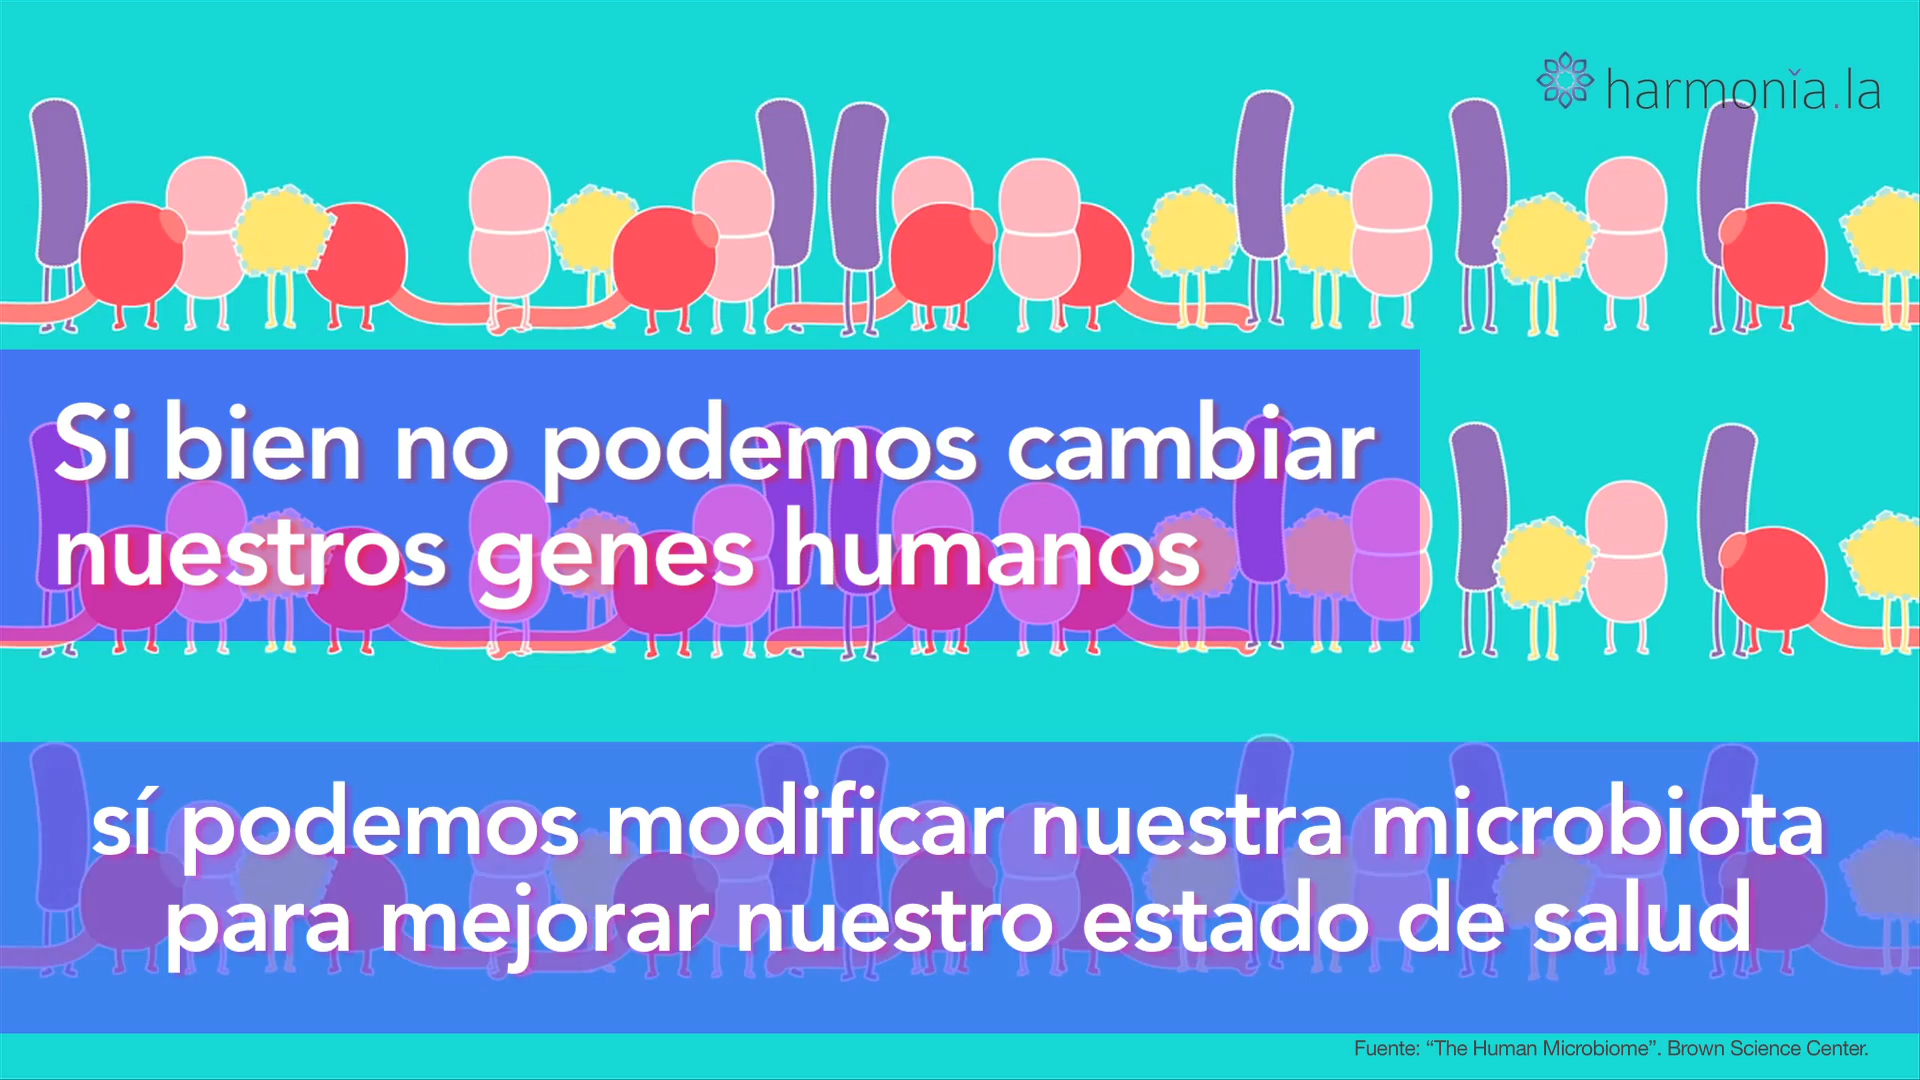 harmonía.la
Si bien no podemos cambiar
nuestros genes humanos
sí podemos modificar nuestra microbiota
para mejorar nuestro estado de salud
Fuente: “The Human Microbiome”. Brown Science Center.